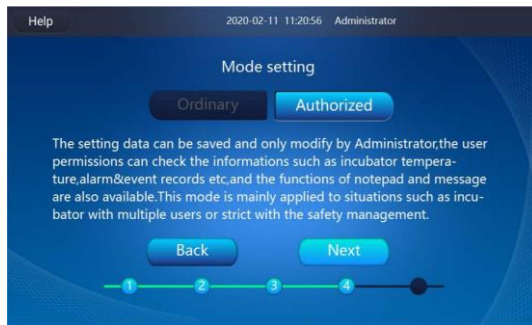 Help 2020-02-11 11:20:56 Administrator
Mode setting
Ordinary Authorized
The setting data can be saved and only modify by Administrator,the user
permissions can check the informations such as incubator tempera-
ture,alarm&event records etc,and the functions of notepad and message
are also available.This mode is mainly applied to situations such as incu-
bator with multiple users or strict with the safety management.
Back Next
1 2 3 4